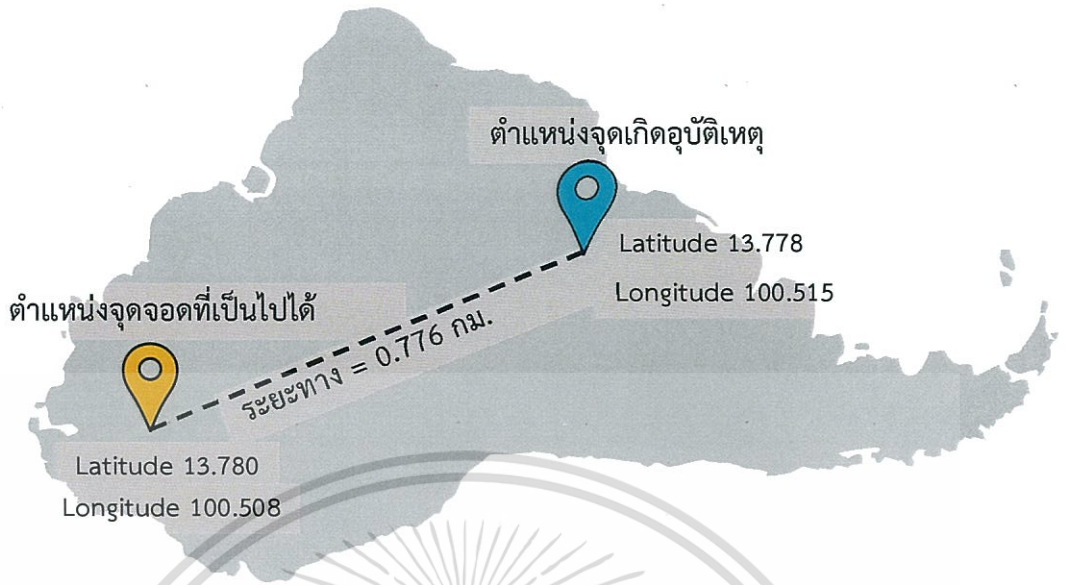 ตำแหน่งจุดเกิดอุบัติเหตุ
Latitude 13.778
Longitude 100.515
ตำแหน่งจุดจอดที่เป็นไปได้
ระยะทาง = 0.776 กม.
Latitude 13.780
Longitude 100.508